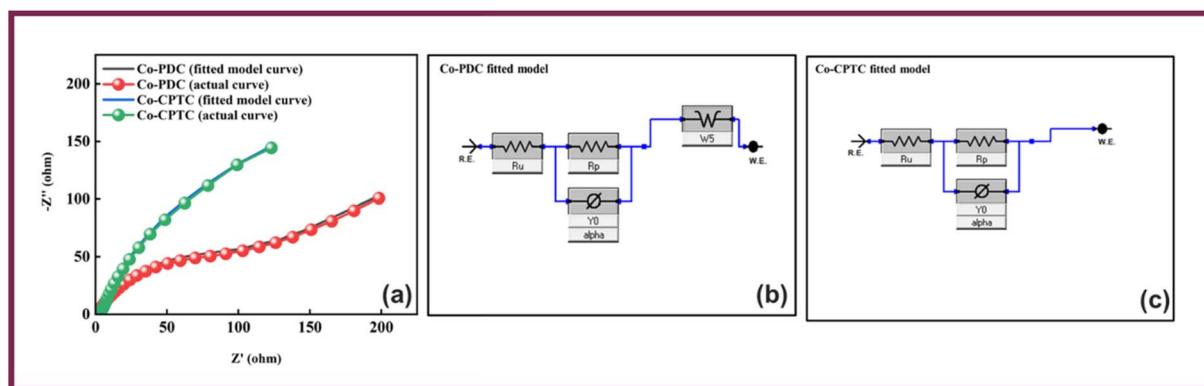 Co-PDC (fitted model curve)
Co-PDC (actual curve)
Co-CPTC (fitted model curve)
Co-CPTC (actual curve)
200
150
100
50
0
-Z'' (ohm)
0 50 100 150 200
Z' (ohm)
(a)
Co-PDC fitted model
R.E.
Ru
Rp
Y0
alpha
W5
W.E.
(b)
Co-CPTC fitted model
R.E.
Ru
Rp
Y0
alpha
W.E.
(c)